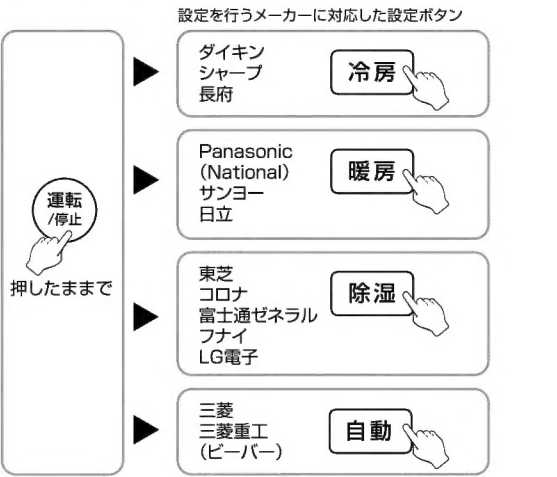 設定を行うメーカーに対応した設定ボタン
運転
/停止
押したままで
ダイキン
シャープ
長府
冷房
Panasonic
(National)
サンヨー
日立
暖房
東芝
コロナ
富士通ゼネラル
フナイ
LG電子
除湿
三菱
三菱重工
(ビーバー)
自動